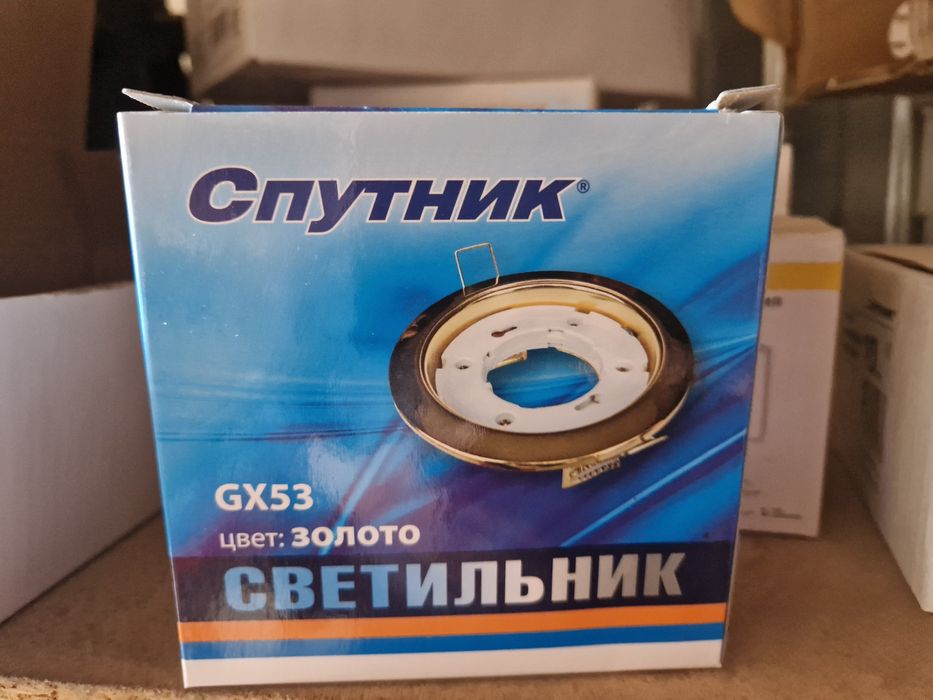 Спутник®
GX53
цвет: золото
СВЕТИЛЬНИК